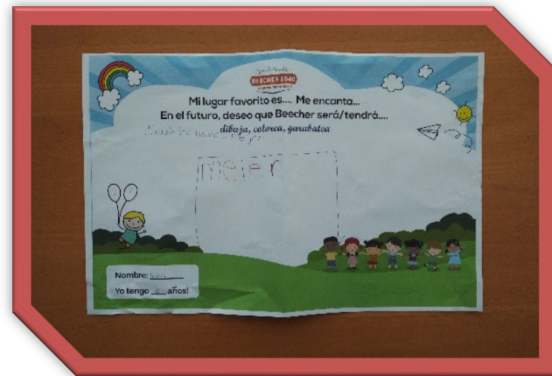 BEECHER 2040
Mi lugar favorito es.... Me encanta...
En el futuro, deseo que Beecher será/tendrá....
dibuja, colorea, garabatea
meier
Nombre:
Yo tengo años!